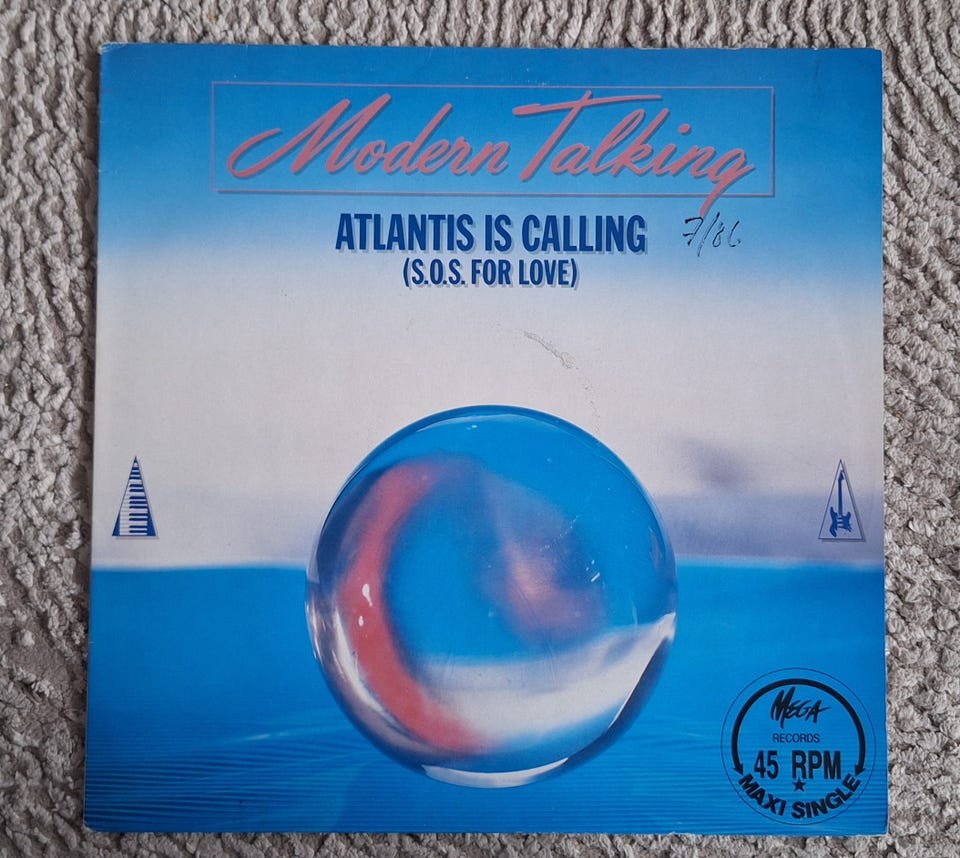 Modern Talking
ATLANTIS IS CALLING
7/86
(S.O.S. FOR LOVE)
MEGA
RECORDS
45 RPM
MAXI SINGLE